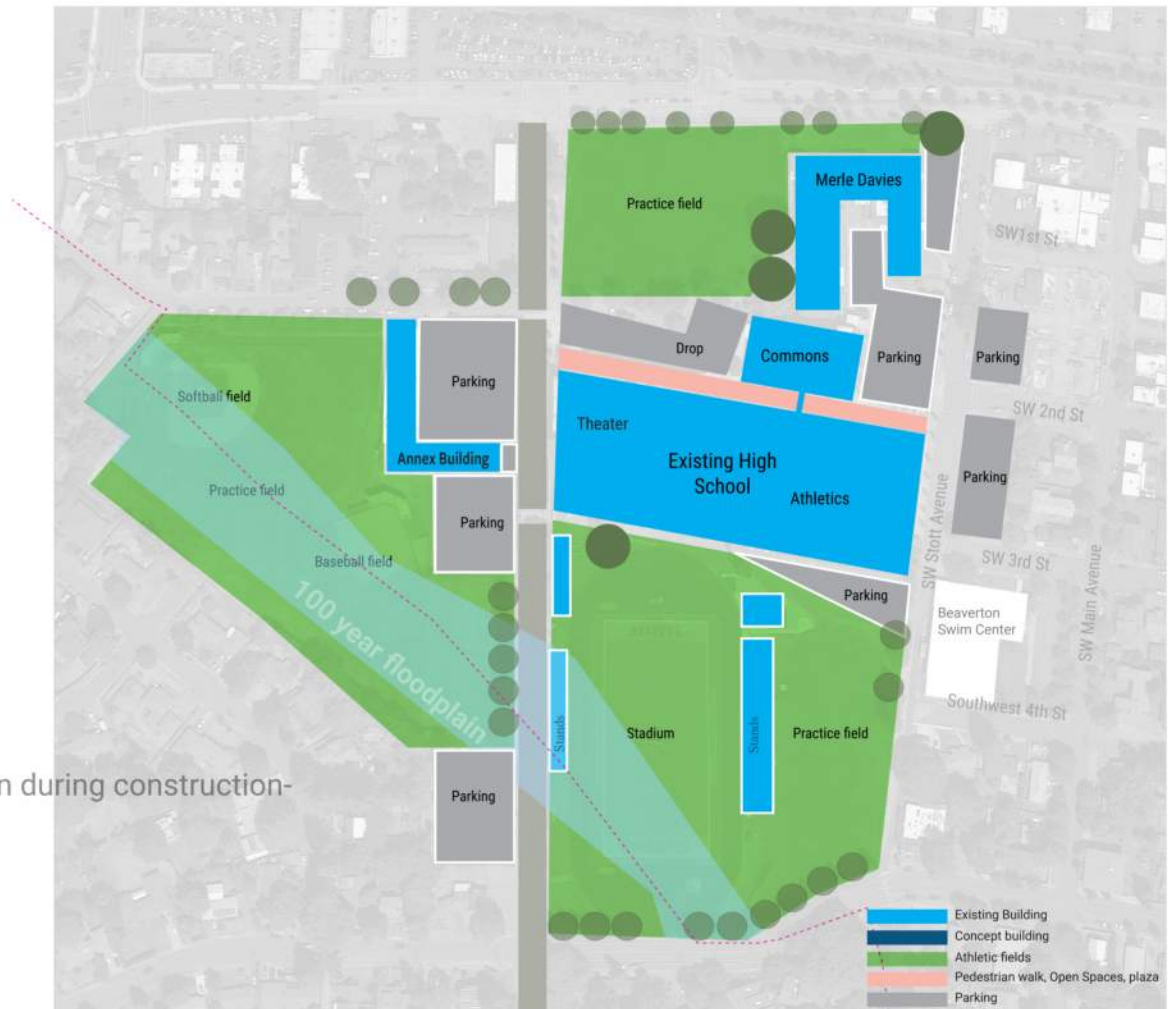 Merle Davies
Practice field
SW1st St
Drop
Commons
Parking
Parking
SW 2nd St
Softball field
Parking
Theater
Annex Building
Existing High
School
Athletics
Parking
Practice field
Parking
SW Stott Avenue
SW 3rd St
Baseball field
100 year floodplain
Parking
Beaverton
Swim Center
SW Main Avenue
Southwest 4th St
Stands
Stadium
Stands
Practice field
n during construction-
Parking
Existing Building
Concept building
Athletic fields
Pedestrian walk, Open Spaces, plaza
Parking